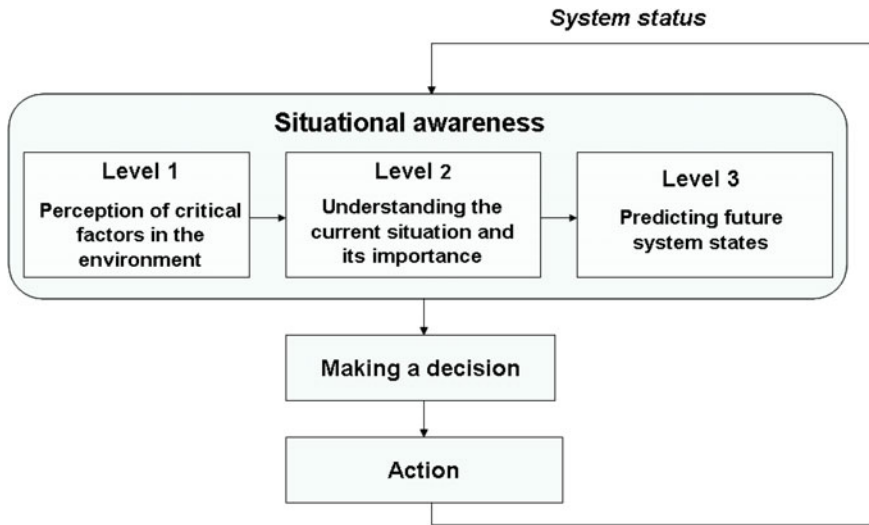 System status
Situational awareness
Level 1
Perception of critical
factors in the
environment
Level 2
Understanding the
current situation and
its importance
Level 3
Predicting future
system states
Making a decision
Action